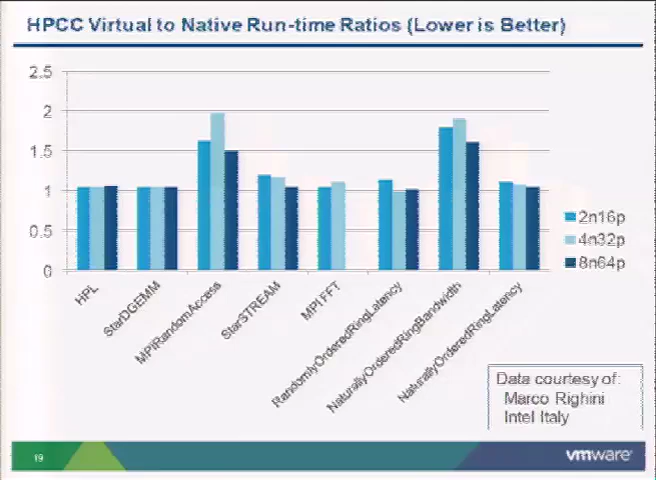 HPCC Virtual to Native Run-time Ratios (Lower is Better)
2.5
2
1.5
1
0.5
0
HPL
StarDGEMM
MPIRandomAccess
StarSTREAM
MPIFFT
RandomlyOrderedRingLatency
NaturallyOrderedRingBandwidth
NaturallyOrderedRingLatency
2n16p
4n32p
8n64p
Data courtesy of:
Marco Righini
Intel Italy
19
vmware